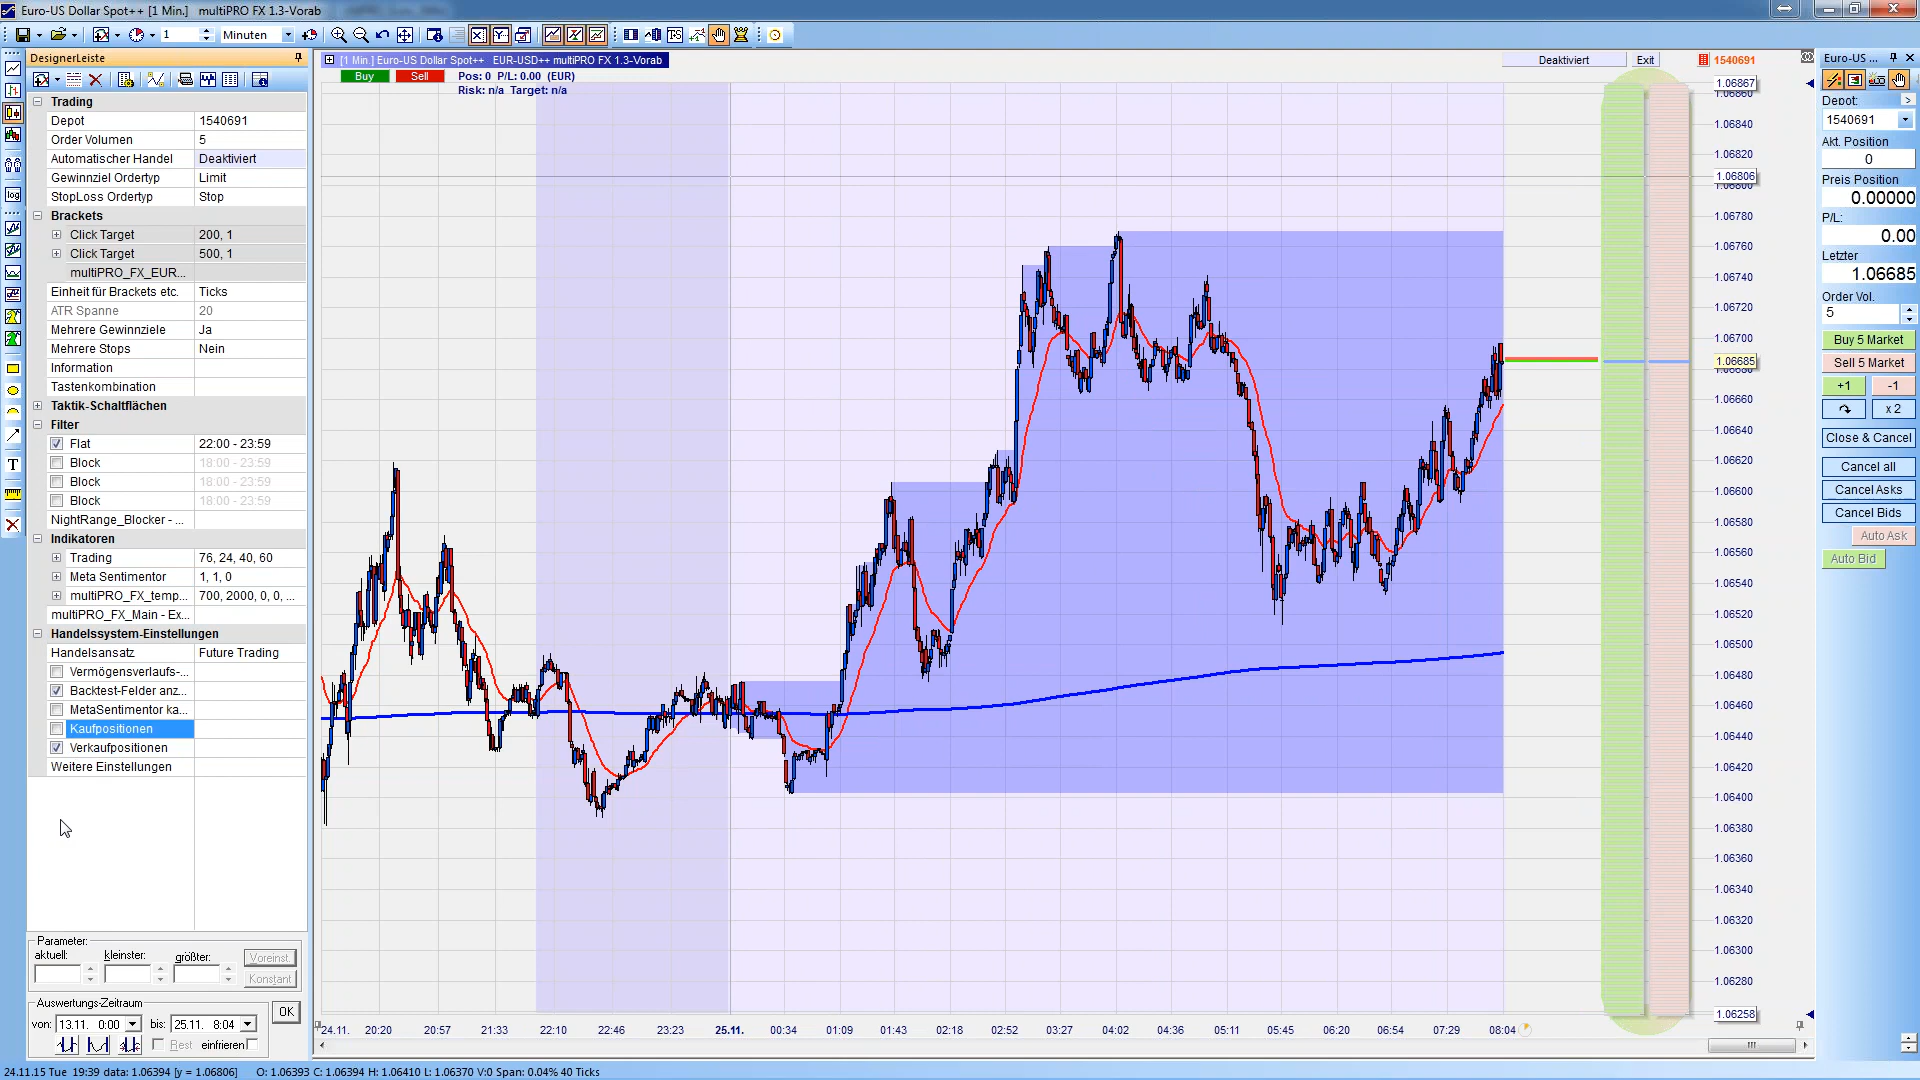 Euro-US Dollar Spot++ [1 Min.] multiPRO FX 1.3-Vorab
1 Minuten
DesignerLeiste
Trading
Depot 1540691
Order Volumen 5
Automatischer Handel Deaktiviert
Gewinnziel Ordertyp Limit
StopLoss Ordertyp Stop
Brackets
Click Target 200, 1
Click Target 500, 1
multiPRO_FX_EUR...
Einheit für Brackets etc. Ticks
ATR Spanne 20
Mehrere Gewinnziele Ja
Mehrere Stops Nein
Information
Tastenkombination
Taktik-Schaltflächen
Filter
Flat 22:00 - 23:59
Block 18:00 - 23:59
Block 18:00 - 23:59
Block 18:00 - 23:59
NightRange_Blocker - ...
Indikatoren
Trading 76, 24, 40, 60
Meta Sentimentor 1, 1, 0
multiPRO_FX_temp... 700, 2000, 0, 0, ...
multiPRO_FX_Main - Ex...
Handelssystem-Einstellungen
Handelsansatz Future Trading
Vermögensverlaufs-...
Backtest-Felder anz...
MetaSentimentor ka...
Kaufpositionen
Verkaufpositionen
Weitere Einstellungen
Parameter:
aktuell: kleinster: größter: Voreinst.
Konstant
Auswertungs-Zeitraum
von: 13.11. 0:00 bis: 25.11. 8:04 OK
Rest einfrieren
[1 Min.] Euro-US Dollar Spot++ EUR-USD++ multiPRO FX 1.3-Vorab
Buy Sell Pos: 0 P/L: 0.00 (EUR)
Risk: n/a Target: n/a
Deaktiviert Exit 1540691
1.06867
1.06860
1.06840
1.06820
1.06806
1.06800
1.06780
1.06760
1.06740
1.06720
1.06700
1.06685
1.06680
1.06660
1.06640
1.06620
1.06600
1.06580
1.06560
1.06540
1.06520
1.06500
1.06480
1.06460
1.06440
1.06420
1.06400
1.06380
1.06360
1.06340
1.06320
1.06300
1.06280
1.06258
24.11. 20:20 20:57 21:33 22:10 22:46 23:23 25.11. 00:34 01:09 01:43 02:18 02:52 03:27 04:02 04:36 05:11 05:45 06:20 06:54 07:29 08:04
Euro-US ...
Depot:
1540691
Akt. Position
0
Preis Position
0.00000
P/L:
0.00
Letzter
1.06685
Order Vol.
5
Buy 5 Market
Sell 5 Market
+1 -1
x 2
Close & Cancel
Cancel all
Cancel Asks
Cancel Bids
Auto Ask
Auto Bid
24.11.15 Tue 19:39 data: 1.06394 [y = 1.06806] O: 1.06393 C: 1.06394 H: 1.06410 L: 1.06370 V:0 Span: 0.04% 40 Ticks